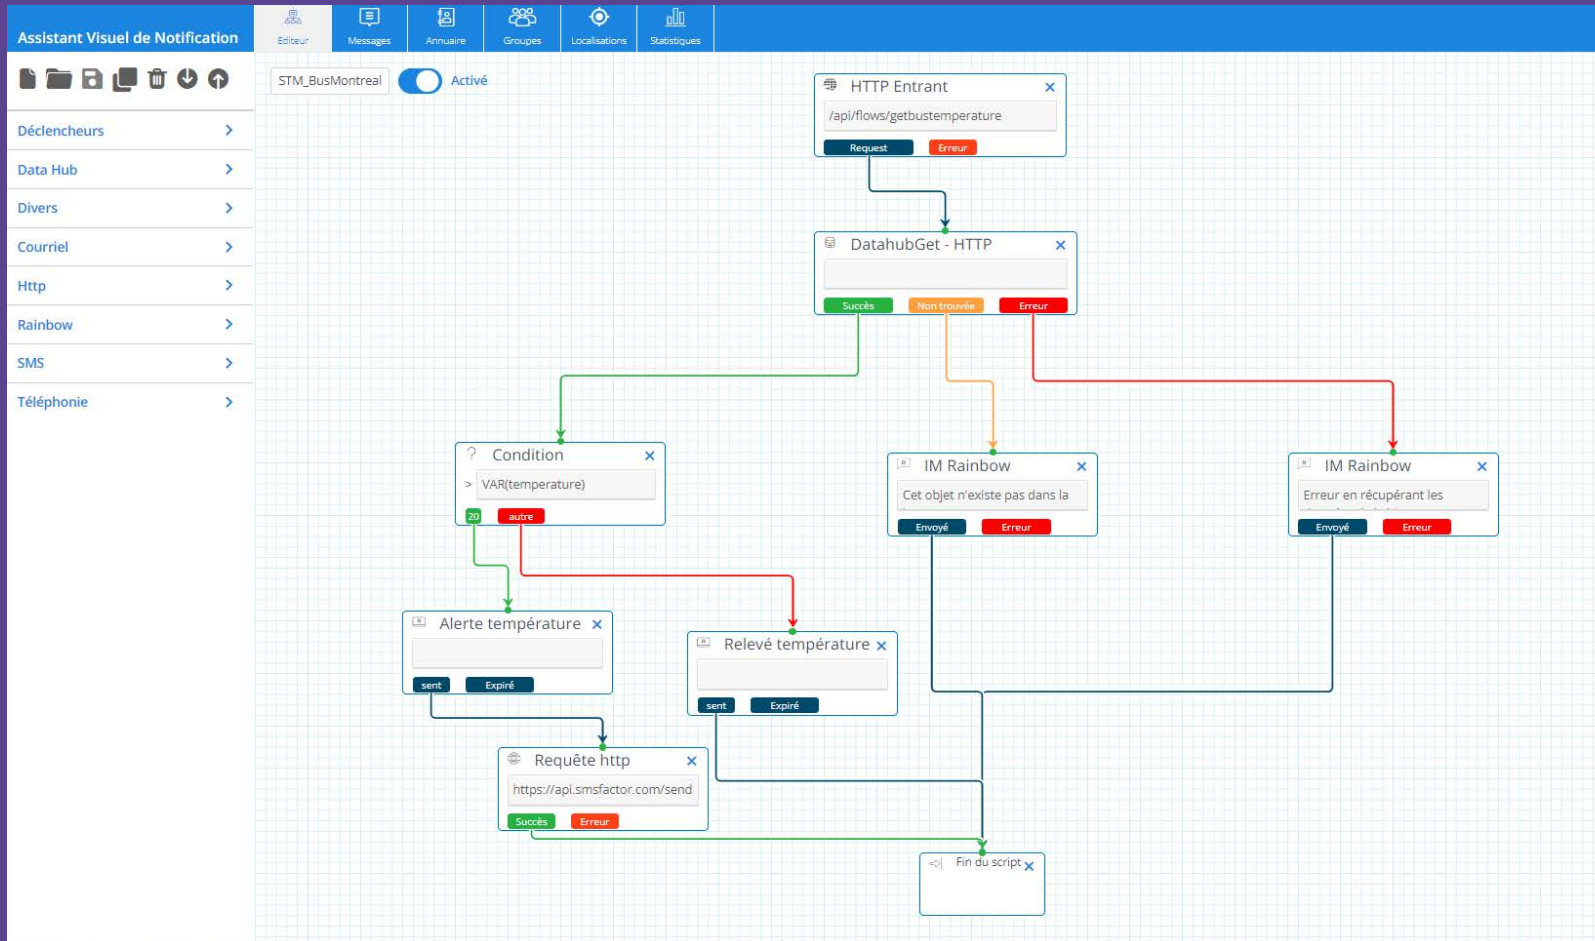 Assistant Visuel de Notification
Editeur
Messages
Annuaire
Groupes
Localisations
Statistiques
STM_BusMontreal
Activé
Déclencheurs
Data Hub
Divers
Courriel
Http
Rainbow
SMS
Téléphonie
HTTP Entrant
/api/flows/getbustemperature
Request
Erreur
DatahubGet - HTTP
Succès
Non trouvée
Erreur
Condition
> VAR(temperature)
20
autre
IM Rainbow
Cet objet n'existe pas dans la
Envoyé
Erreur
IM Rainbow
Erreur en récupérant les
Envoyé
Erreur
Alerte température
sent
Expiré
Relevé température
sent
Expiré
Requête http
https://api.smsfactor.com/send
Succès
Erreur
Fin du script